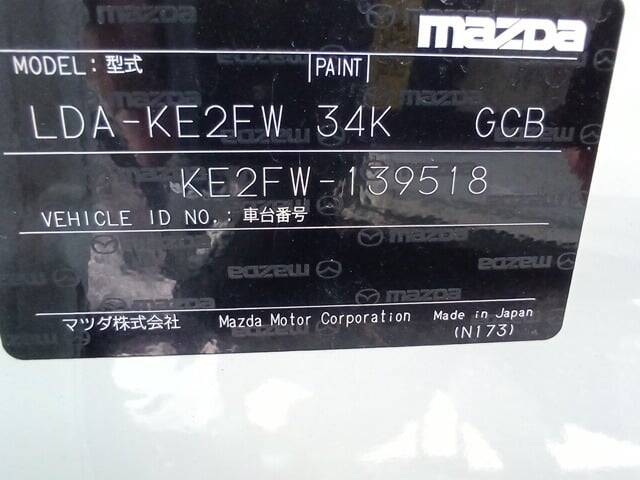 mazda
MODEL: 型式 PAINT
LDA-KE2FW 34K GCB
KE2FW-139518
VEHICLE ID NO.: 車台番号
マツダ株式会社 Mazda Motor Corporation Made in Japan
(N173)